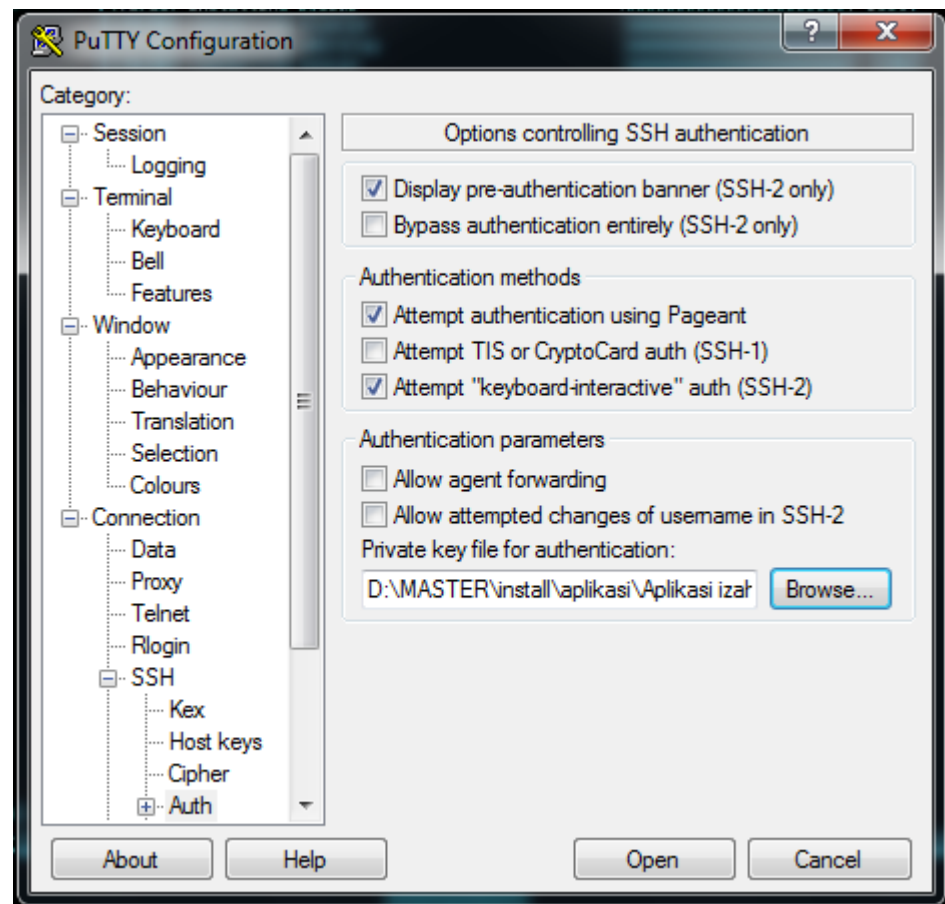 PuTTY Configuration
Category:
Session
Logging
Terminal
Keyboard
Bell
Features
Window
Appearance
Behaviour
Translation
Selection
Colours
Connection
Data
Proxy
Telnet
Rlogin
SSH
Kex
Host keys
Cipher
Auth
Options controlling SSH authentication
Display pre-authentication banner (SSH-2 only)
Bypass authentication entirely (SSH-2 only)
Authentication methods
Attempt authentication using Pageant
Attempt TIS or CryptoCard auth (SSH-1)
Attempt "keyboard-interactive" auth (SSH-2)
Authentication parameters
Allow agent forwarding
Allow attempted changes of username in SSH-2
Private key file for authentication:
D:\MASTER\install\aplikasi\Aplikasi
Browse...
About
Help
Open
Cancel